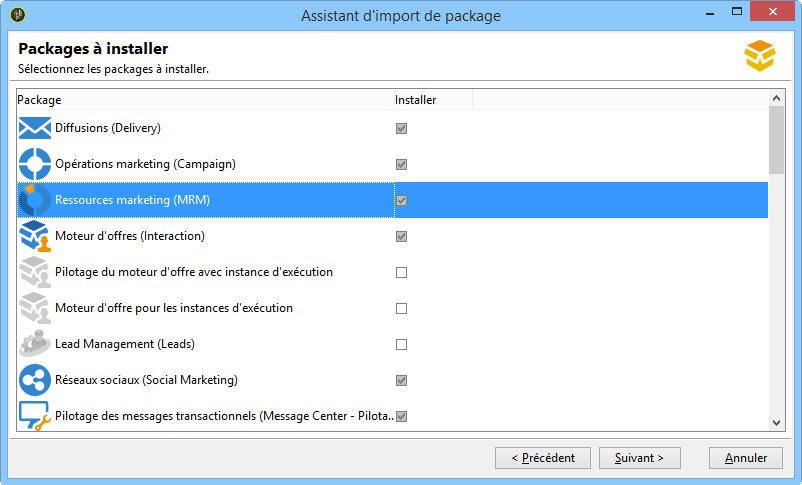 Assistant d'import de package
Packages à installer
Sélectionnez les packages à installer.
Package Installer
Diffusions (Delivery)
Opérations marketing (Campaign)
Ressources marketing (MRM)
Moteur d'offres (Interaction)
Pilotage du moteur d'offre avec instance d'exécution
Moteur d'offre pour les instances d'exécution
Lead Management (Leads)
Réseaux sociaux (Social Marketing)
Pilotage des messages transactionnels (Message Center - Pilota...
< Précédent Suivant > Annuler